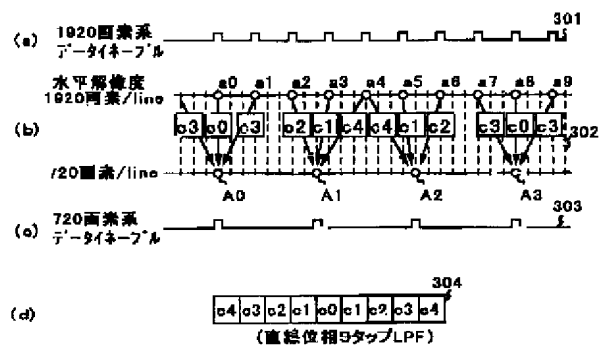 301
(a) 1920画素系
データイネーブル
水平解像度
1920画素/line
a0 a1 a2 a3 a4 a5 a6 a7 a8 a9
(b) c3 c0 c3 c2 c1 c4 c4 c1 c2 c3 c0 c3 302
720画素/line
A0 A1 A2 A3
(c) 720画素系
データイネーブル
303
304
(d) c4 c3 c2 c1 c0 c1 c2 c3 c4
(直線位相9タップLPF)